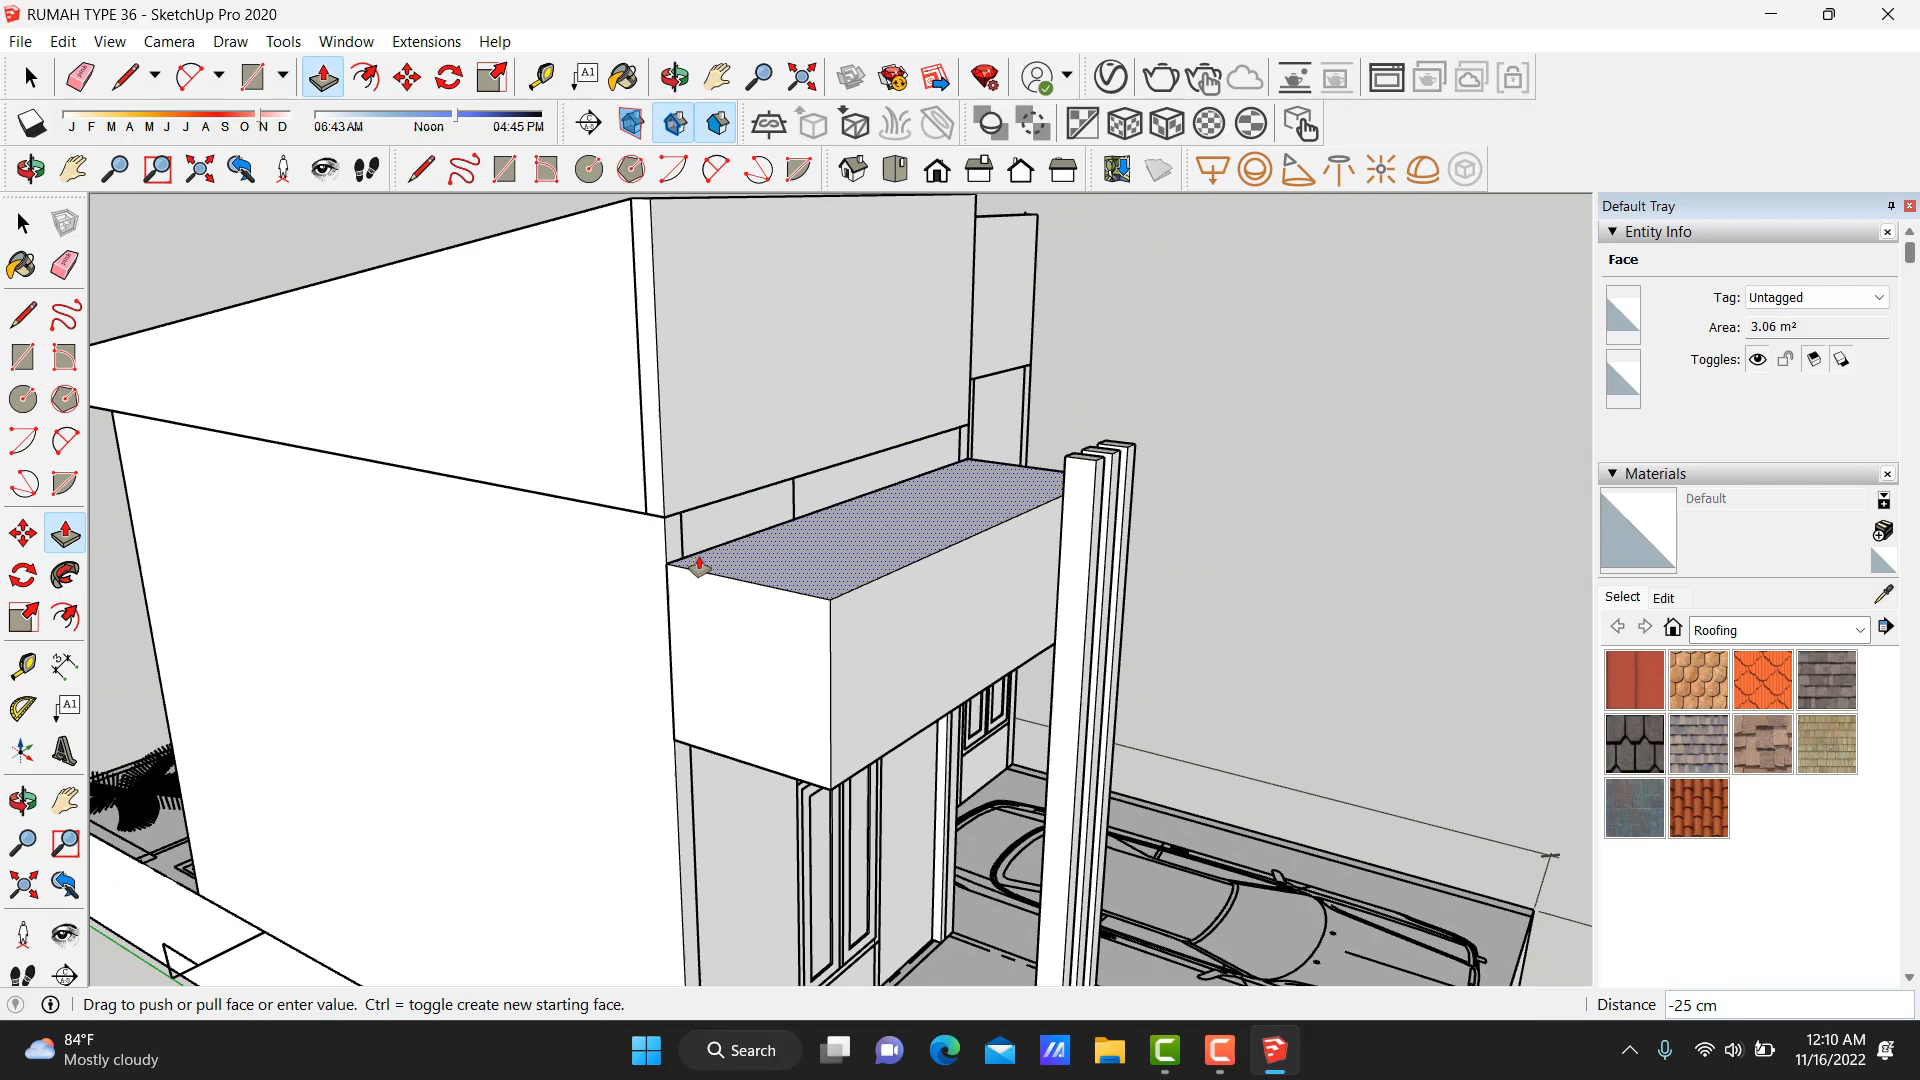 RUMAH TYPE 36 - SketchUp Pro 2020
File Edit View Camera Draw Tools Window Extensions Help
A1
J F M A M J J A S O N D 06:43 AM Noon 04:45 PM
Default Tray
Entity Info
Face
Tag: Untagged
Area: 3.06 m²
Toggles:
Materials
Default
Select Edit
Roofing
A1
Drag to push or pull face or enter value. Ctrl = toggle create new starting face.
Distance -25 cm
84°F
Mostly cloudy
Search
12:10 AM
11/16/2022